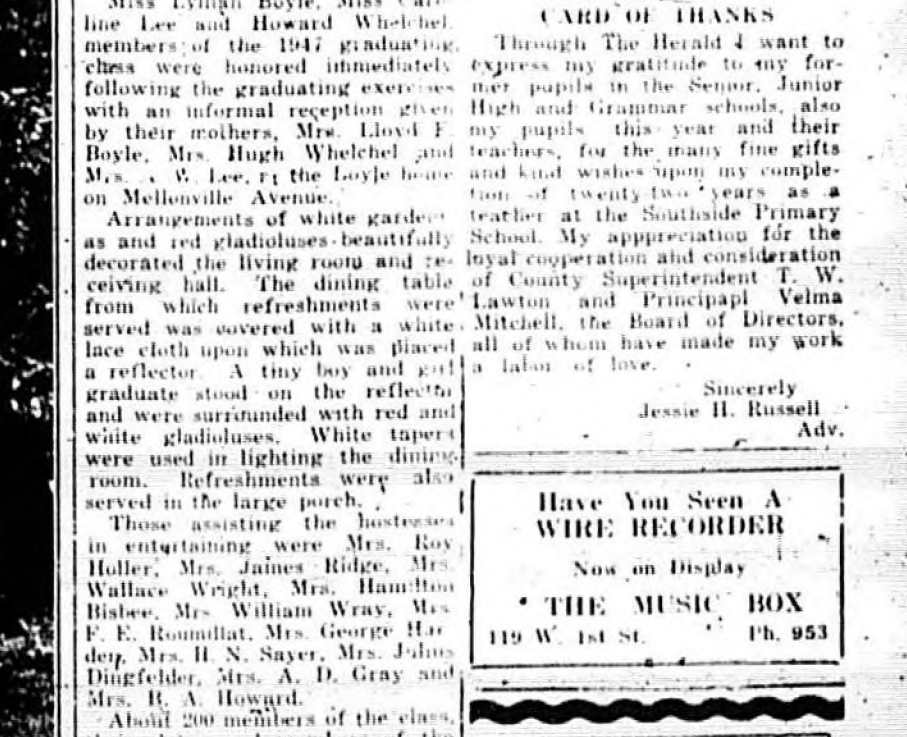 Miss Lyman Boyle, Miss
line Lee and Howard Whelchel,
members of the 1947 graduating
class were honored immediately
following the graduating exercises
with an informal reception given
by their mothers, Mrs. Lloyd F.
Boyle, Mrs. Hugh Whelchel and
Lee, the Boyle home
on Mellonville Avenue.
Arrangements of white garden-
as and red gladioluses beautifully
decorated the living room and re-
ceiving hall. The dining table
from which refreshments were
served was covered with a white
lace cloth upon which was placed
a reflector. A tiny boy and girl
graduate stood on the reflector
and were surrounded with red and
white gladioluses. White tapers
were used in lighting the dining
room. Refreshments were also
served in the large porch.
Those assisting the hostesses
in entertaining were Mrs. Roy
Holler, Mrs. James Ridge, Mrs.
Wallace Wright, Mrs. Hamilton
Bisbee, Mrs William Wray, Mrs
F. E. Roumillat, Mrs. George Har-
den, Mrs. H. N. Sayer, Mrs. Julius
Dingfelder, Mrs. A. D. Gray and
Mrs. R. A. Howard.
About 200 members of the class,
of the
CARD OF THANKS
Through The Herald I want to
express my gratitude to my for-
mer pupils in the Senior, Junior
High and Grammar schools, also
my pupils this year and their
teachers, for the many fine gifts
and kind wishes upon my comple-
tion of twenty-two years as a
teacher at the Southside Primary
School. My apppreciation for the
loyal cooperation and consideration
of County Superintendent T. W.
Lawton and Principapl Velma
Mitchell, the Board of Directors,
all of whom have made my work
a labor of love.
Sincerely
Jessie H. Russell
Adv.
Have You Seen A
WIRE RECORDER
Now on Display
THE MUSIC BOX
119 W. 1st St. Ph. 953